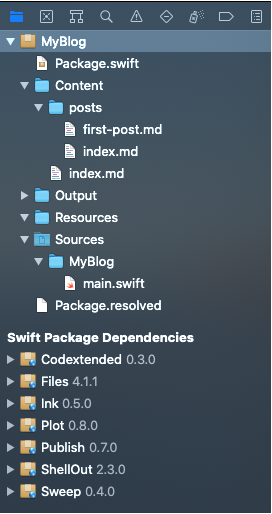 MyBlog
Package.swift
Content
posts
first-post.md
index.md
index.md
Output
Resources
Sources
MyBlog
main.swift
Package.resolved
Swift Package Dependencies
Codextended 0.3.0
Files 4.1.1
Ink 0.5.0
Plot 0.8.0
Publish 0.7.0
ShellOut 2.3.0
Sweep 0.4.0